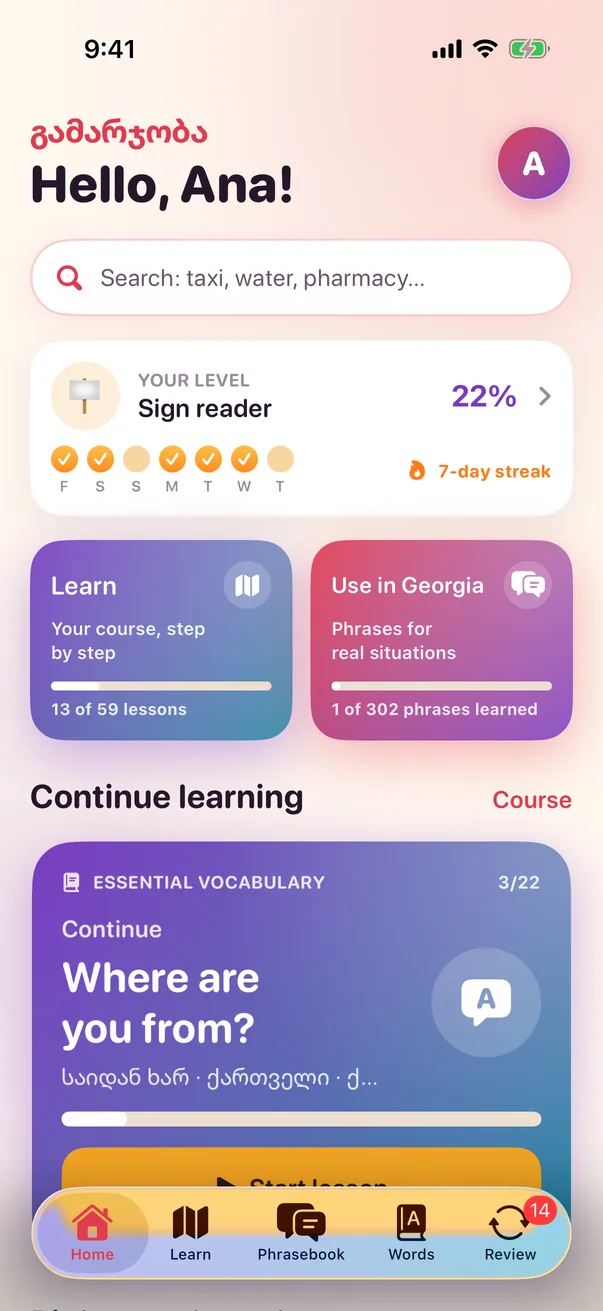 9:41
გამარჯობა
Hello, Ana!
A
Search: taxi, water, pharmacy...
YOUR LEVEL
Sign reader
22%
F S S M T W T
7-day streak
Learn
Your course, step
by step
13 of 59 lessons
Use in Georgia
Phrases for
real situations
1 of 302 phrases learned
Continue learning
Course
ESSENTIAL VOCABULARY
3/22
Continue
Where are
you from?
A
საიდან ხარ · ქართველი · ქ...
Start lesson
Home
Learn
Phrasebook
A
Words
Review
14